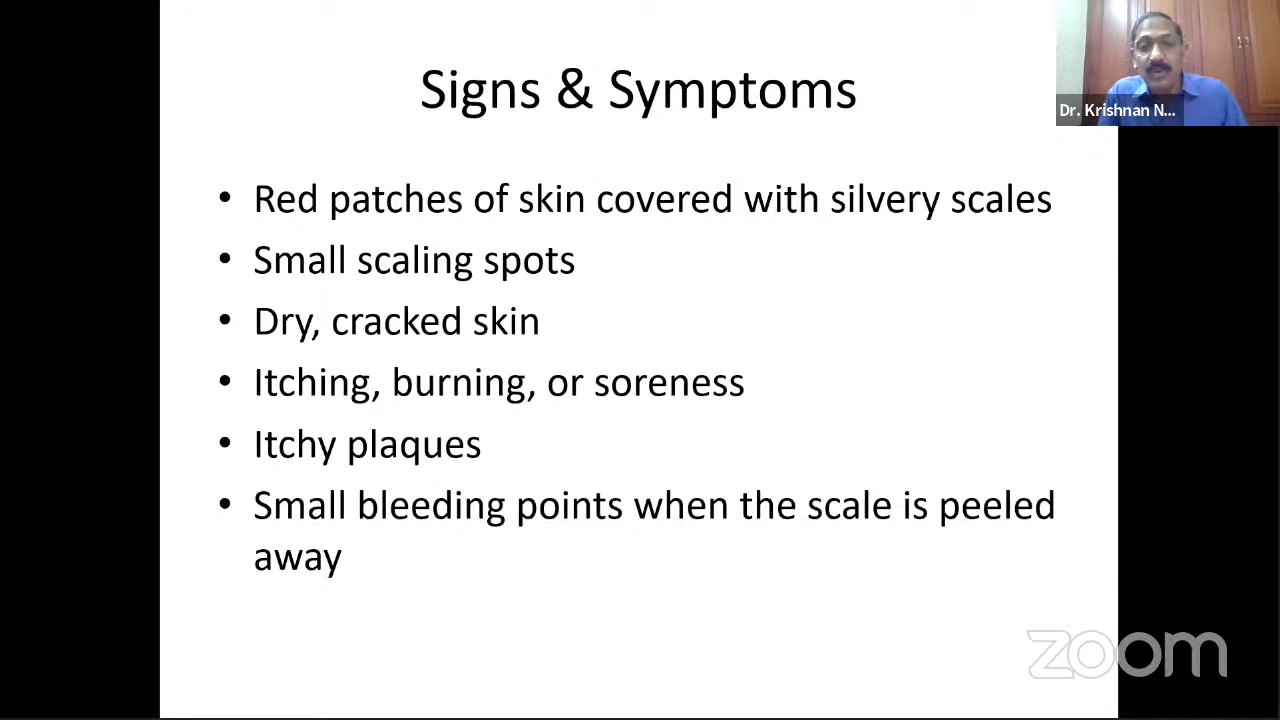 Signs & Symptoms
Dr. Krishnan N...
• Red patches of skin covered with silvery scales
• Small scaling spots
• Dry, cracked skin
• Itching, burning, or soreness
• Itchy plaques
• Small bleeding points when the scale is peeled
away
zoom